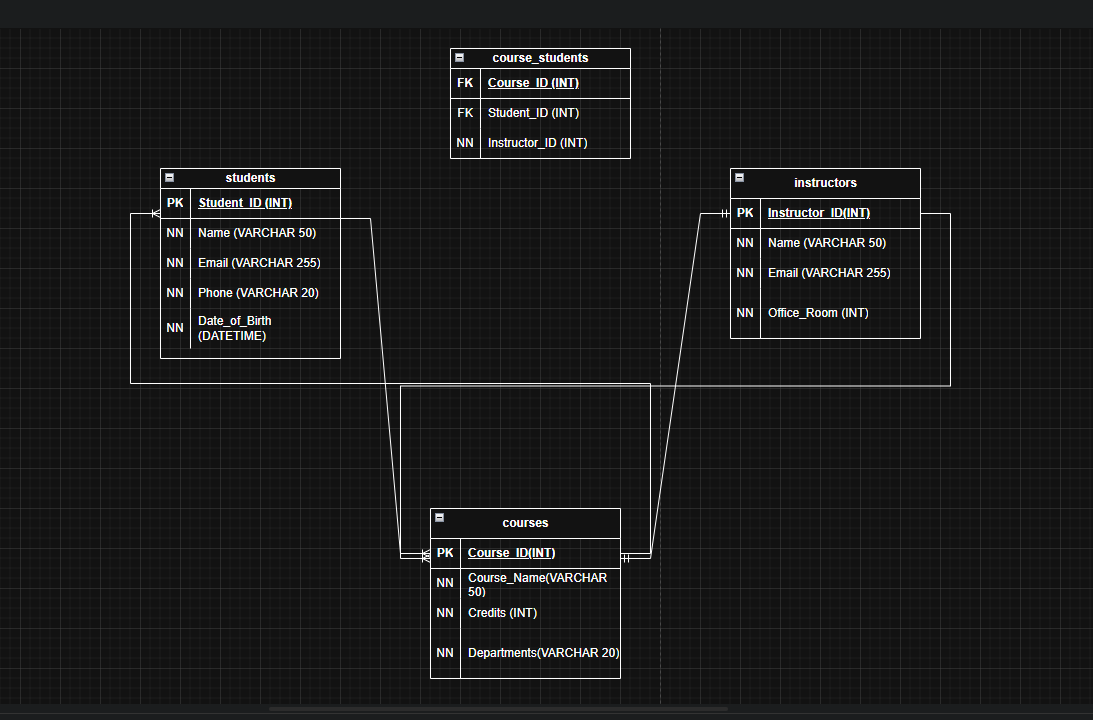 course_students
FK Course_ID (INT)
FK Student_ID (INT)
NN Instructor_ID (INT)
students
PK Student_ID (INT)
NN Name (VARCHAR 50)
NN Email (VARCHAR 255)
NN Phone (VARCHAR 20)
NN Date_of_Birth
(DATETIME)
instructors
PK Instructor_ID(INT)
NN Name (VARCHAR 50)
NN Email (VARCHAR 255)
NN Office_Room (INT)
courses
PK Course_ID(INT)
NN Course_Name(VARCHAR
50)
NN Credits (INT)
NN Departments(VARCHAR 20)